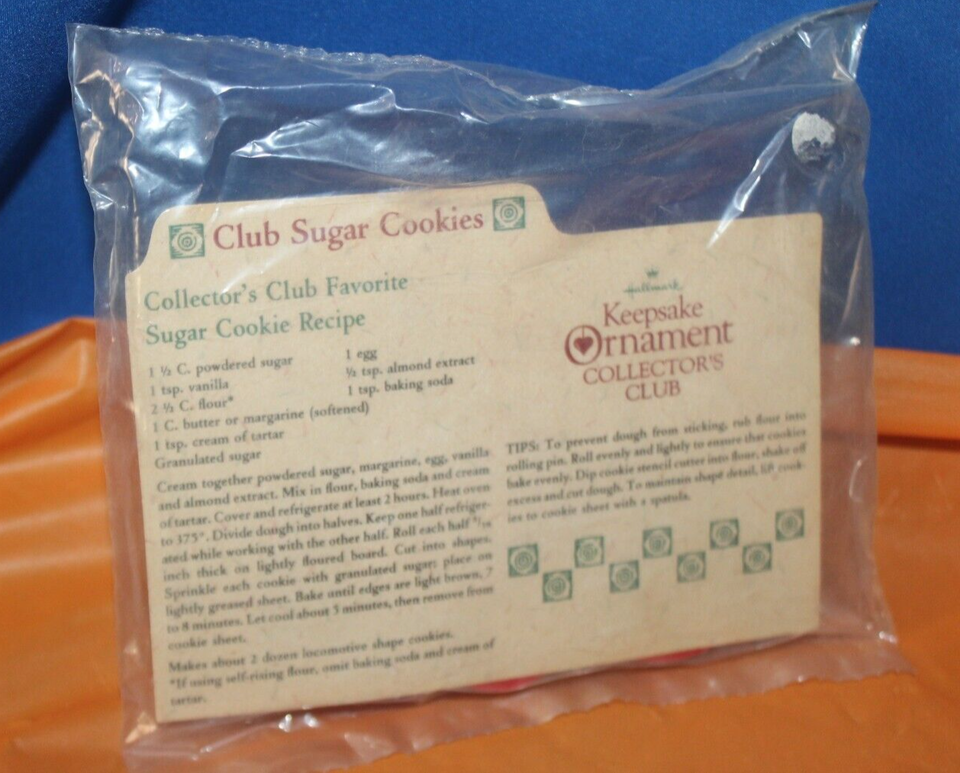 Club Sugar Cookies
Collector's Club Favorite
Sugar Cookie Recipe
1 ½ C. powdered sugar
1 tsp. vanilla
2 ½ C. flour*
1 C. butter or margarine (softened)
1 tsp. cream of tartar
Granulated sugar
1 egg
½ tsp. almond extract
1 tsp. baking soda
Cream together powdered sugar, margarine, egg, vanilla
and almond extract. Mix in flour, baking soda and cream
of tartar. Cover and refrigerate at least 2 hours. Heat oven
to 375°. Divide dough into halves. Keep one half refriger-
ated while working with the other half. Roll each half ³/₁₆
inch thick on lightly floured board. Cut into shapes.
Sprinkle each cookie with granulated sugar; place on
lightly greased sheet. Bake until edges are light brown, 7
to 8 minutes. Let cool about 5 minutes, then remove from
cookie sheet.
Makes about 2 dozen locomotive shape cookies.
*If using self-rising flour, omit baking soda and cream of
tartar.
Hallmark
Keepsake
Ornament
COLLECTOR'S
CLUB
TIPS: To prevent dough from sticking, rub flour into
rolling pin. Roll evenly and lightly to ensure that cookies
bake evenly. Dip cookie stencil cutter into flour, shake off
excess and cut dough. To maintain shape detail, lift cook-
ies to cookie sheet with a spatula.